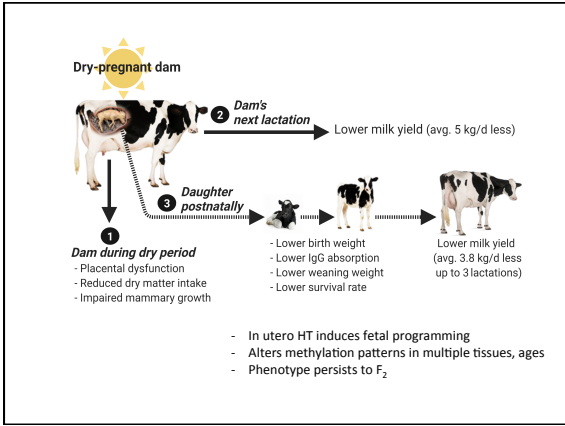 Dry-pregnant dam
2
Dam's
next lactation
Lower milk yield (avg. 5 kg/d less)
3
Daughter
postnatally
1
Dam during dry period
- Placental dysfunction
- Reduced dry matter intake
- Impaired mammary growth
- Lower birth weight
- Lower IgG absorption
- Lower weaning weight
- Lower survival rate
Lower milk yield
(avg. 3.8 kg/d less
up to 3 lactations)
- In utero HT induces fetal programming
- Alters methylation patterns in multiple tissues, ages
- Phenotype persists to F₂